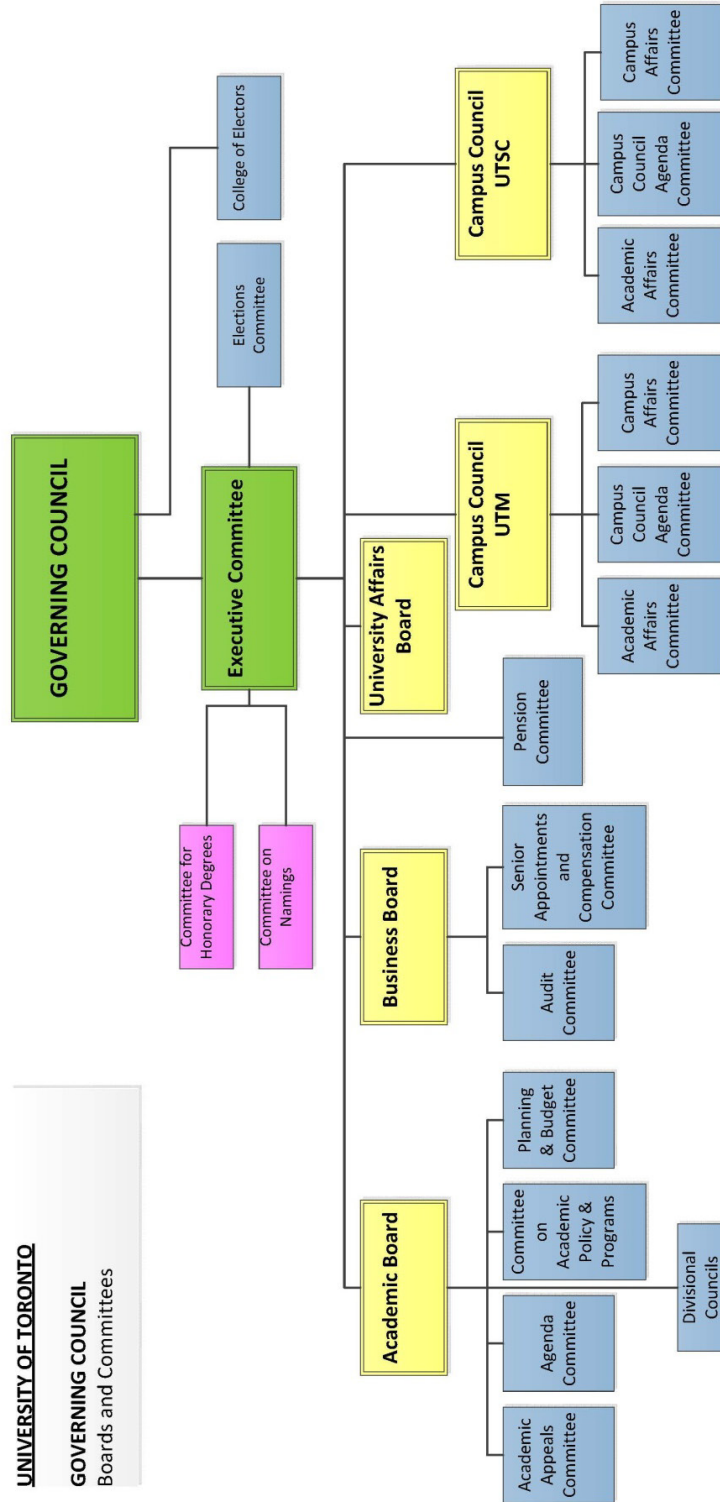 UNIVERSITY OF TORONTO
GOVERNING COUNCIL
Boards and Committees
GOVERNING COUNCIL
College of Electors
Elections
Committee
Executive Committee
Committee for
Honorary Degrees
Committee on
Namings
Academic Board
Business Board
University Affairs
Board
Campus Council
UTM
Campus Council
UTSC
Academic
Appeals
Committee
Agenda
Committee
Committee
on
Academic
Policy &
Programs
Planning
& Budget
Committee
Divisional
Councils
Audit
Committee
Senior
Appointments
and
Compensation
Committee
Pension
Committee
Academic
Affairs
Committee
Campus
Council
Agenda
Committee
Campus
Affairs
Committee
Academic
Affairs
Committee
Campus
Council
Agenda
Committee
Campus
Affairs
Committee